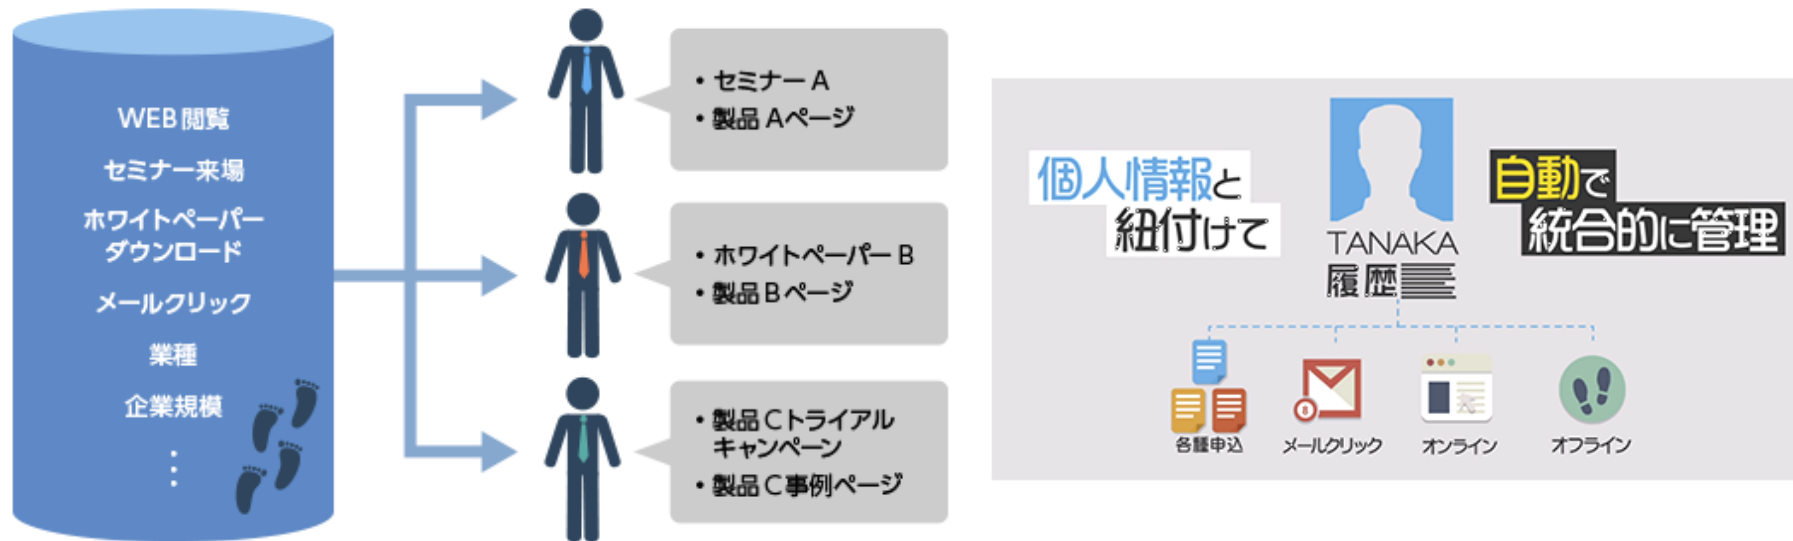 WEB閲覧
セミナー来場
ホワイトペーパー
ダウンロード
メールクリック
業種
企業規模
・セミナーA
・製品Aページ
・ホワイトペーパーB
・製品Bページ
・製品Cトライアル
キャンペーン
・製品C事例ページ
個人情報と
紐付けて
TANAKA
履歴
自動で
統合的に管理
各種申込
メールクリック
オンライン
オフライン